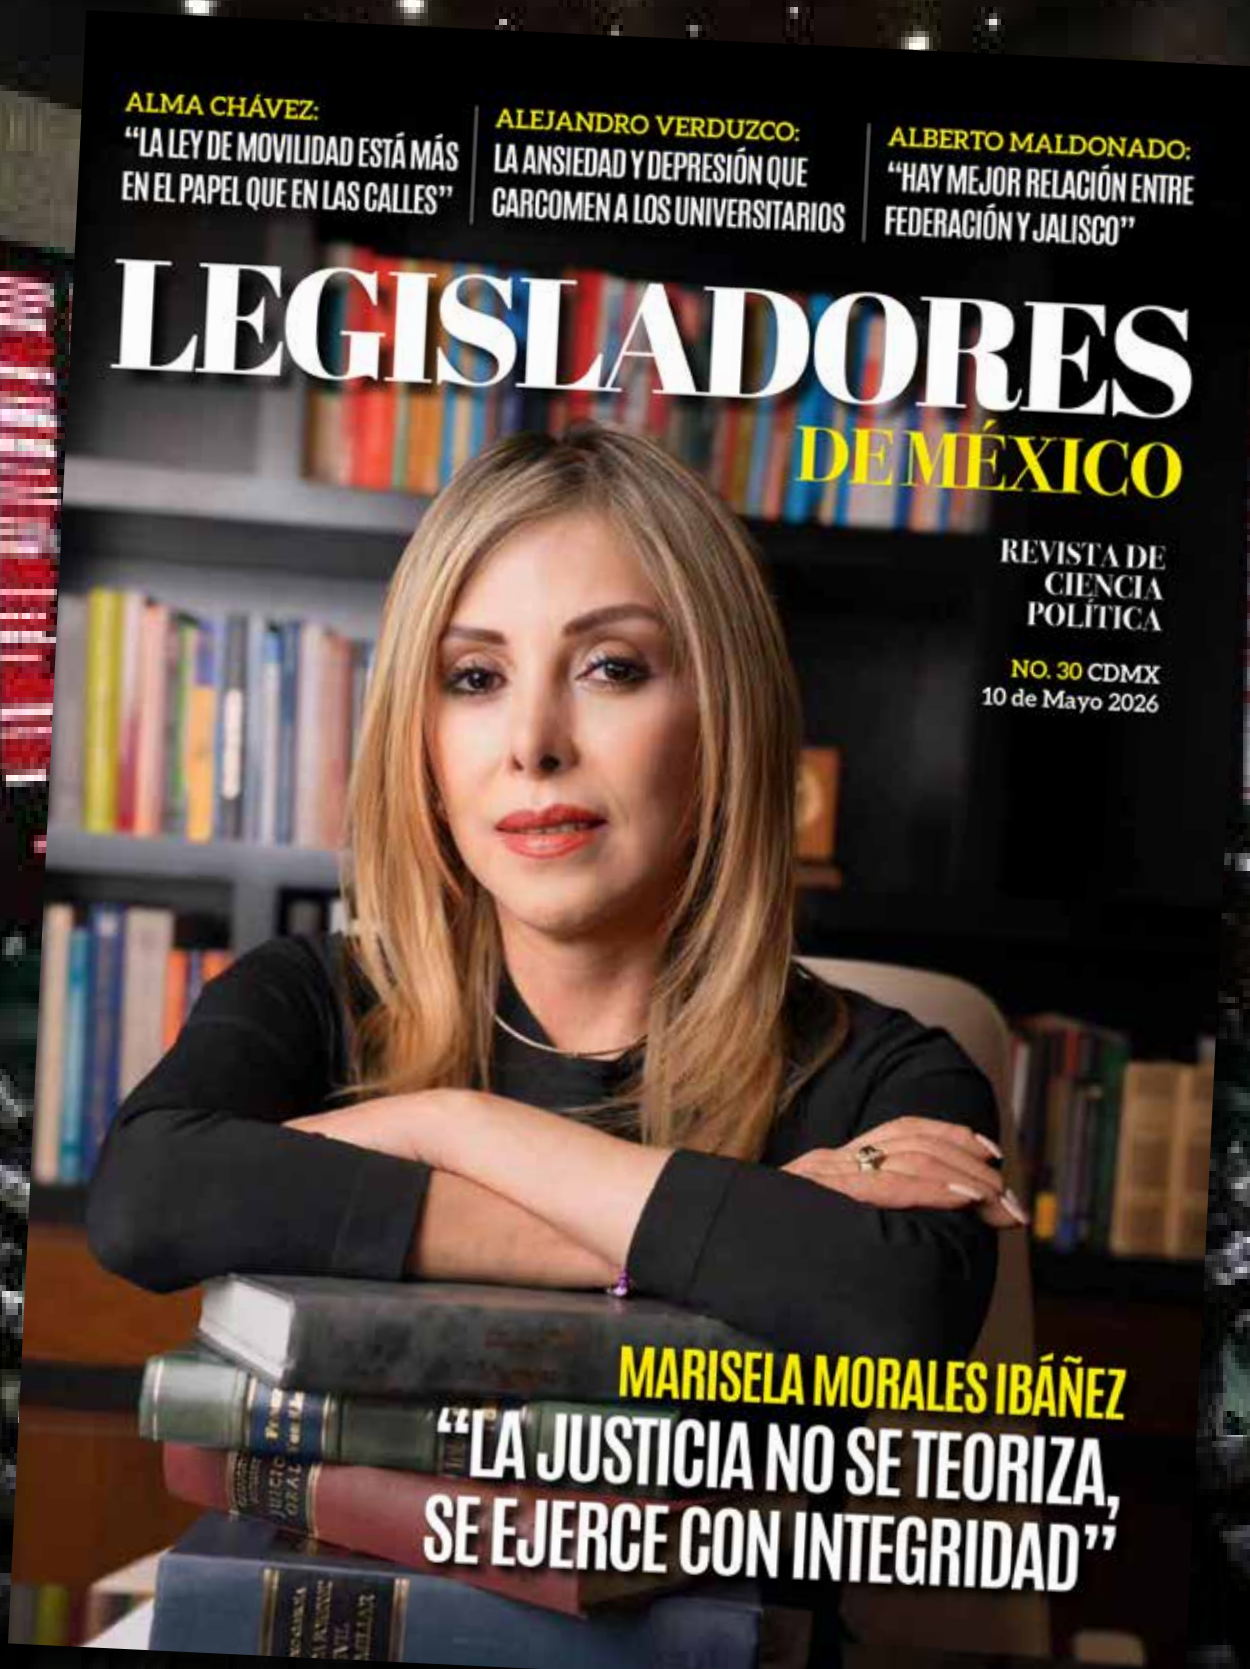 ALMA CHÁVEZ:
“LA LEY DE MOVILIDAD ESTÁ MÁS
EN EL PAPEL QUE EN LAS CALLES”
ALEJANDRO VERDUZCO:
LA ANSIEDAD Y DEPRESIÓN QUE
CARCOMEN A LOS UNIVERSITARIOS
ALBERTO MALDONADO:
“HAY MEJOR RELACIÓN ENTRE
FEDERACIÓN Y JALISCO”
LEGISLADORES
DE MÉXICO
REVISTA DE
CIENCIA
POLÍTICA
NO. 30 CDMX
10 de Mayo 2026
MARISELA MORALES IBÁÑEZ
“LA JUSTICIA NO SE TEORIZA,
SE EJERCE CON INTEGRIDAD”
JUICIO
ORAL